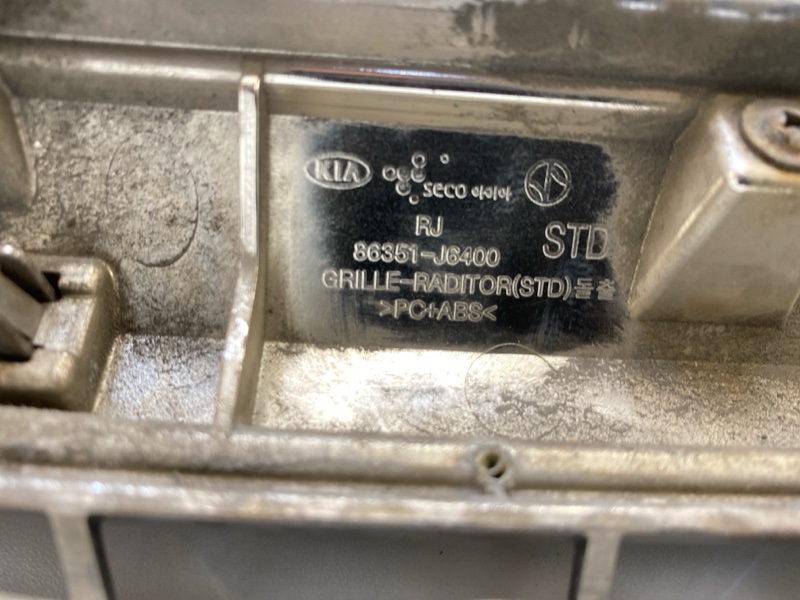 KIA seco 아이아
RJ
STD
86351-J6400
GRILLE-RADITOR(STD)돌출
>PC+ABS<